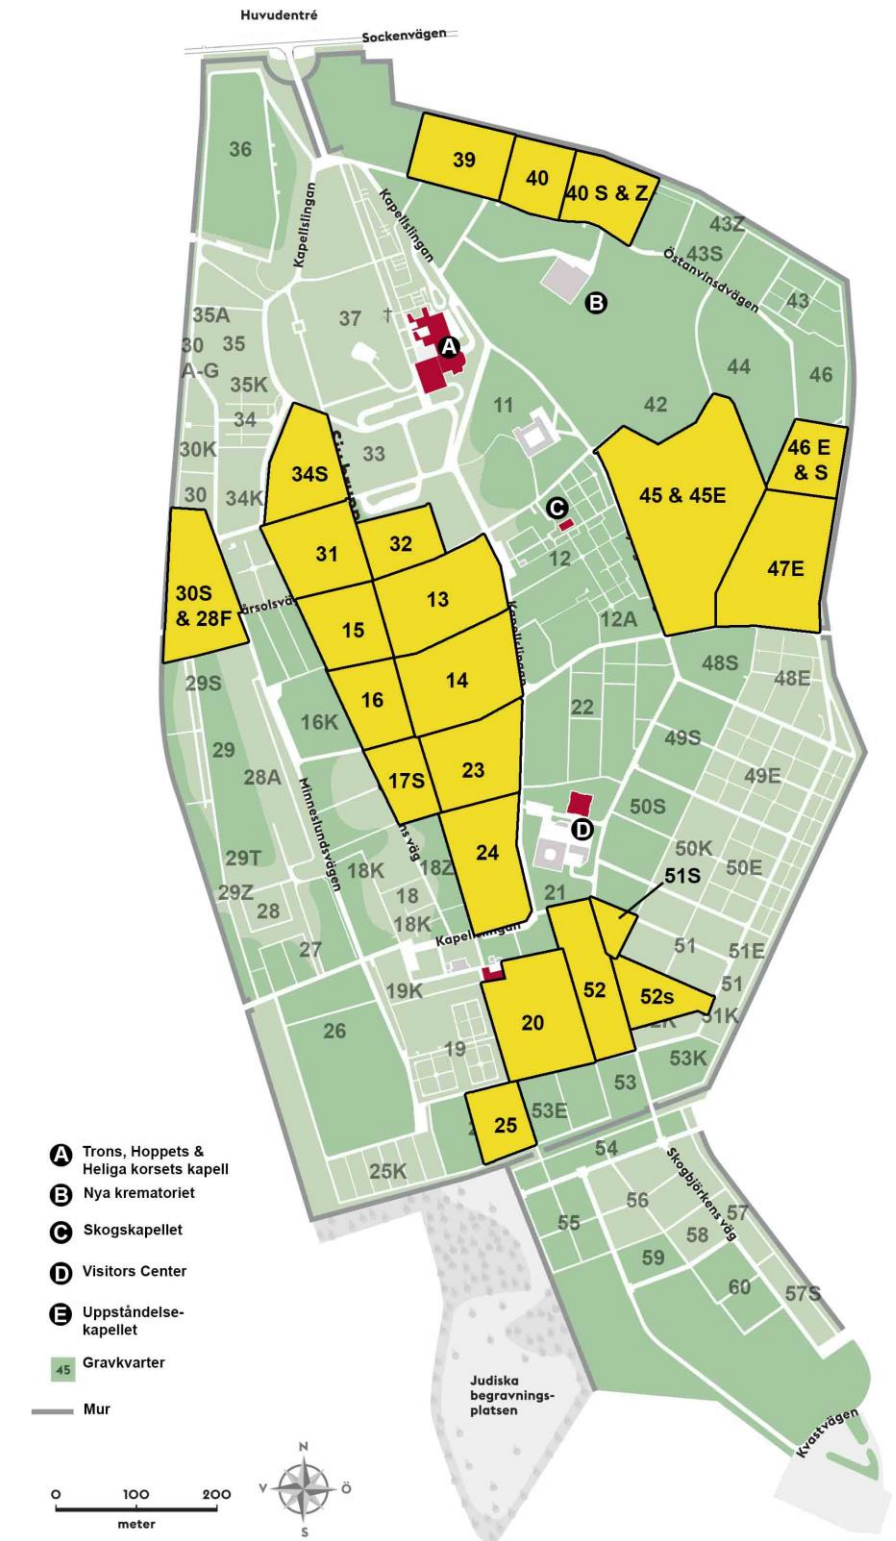 Huvudentré
Sockenvägen
36
39
40
40 S & Z
Kapellslingan
Kapellslingan
43Z
43S
Östanvindsvägen
43
35A
37
†
A
B
30
A-G
35
35K
34
11
42
44
46
33
30K
30
34K
34S
46 E
& S
45 & 45E
C
31
32
12
47E
30S
& 28F
årsolsvä
15
13
Kapellslingan
12A
29S
16
14
48S
48E
22
16K
49S
29
28A
17S
23
49E
Minneslundsvägen
50S
D
29T
ns väg
24
50K
50E
18K
18Z
51S
29Z
28
18
18K
21
27
Kapellslingan
51
51E
19K
52
52s
51
51K
2K
20
26
19
53K
53
53E
25
25K
54
Skogbjörkens väg
56
57
55
58
59
60
57S
Kvastvägen
A Trons, Hoppets &
Heliga korsets kapell
B Nya krematoriet
C Skogskapellet
D Visitors Center
E Uppståndelse-
kapellet
45 Gravkvarter
Mur
Judiska
begravnings-
platsen
N
V Ö
S
0 100 200
meter